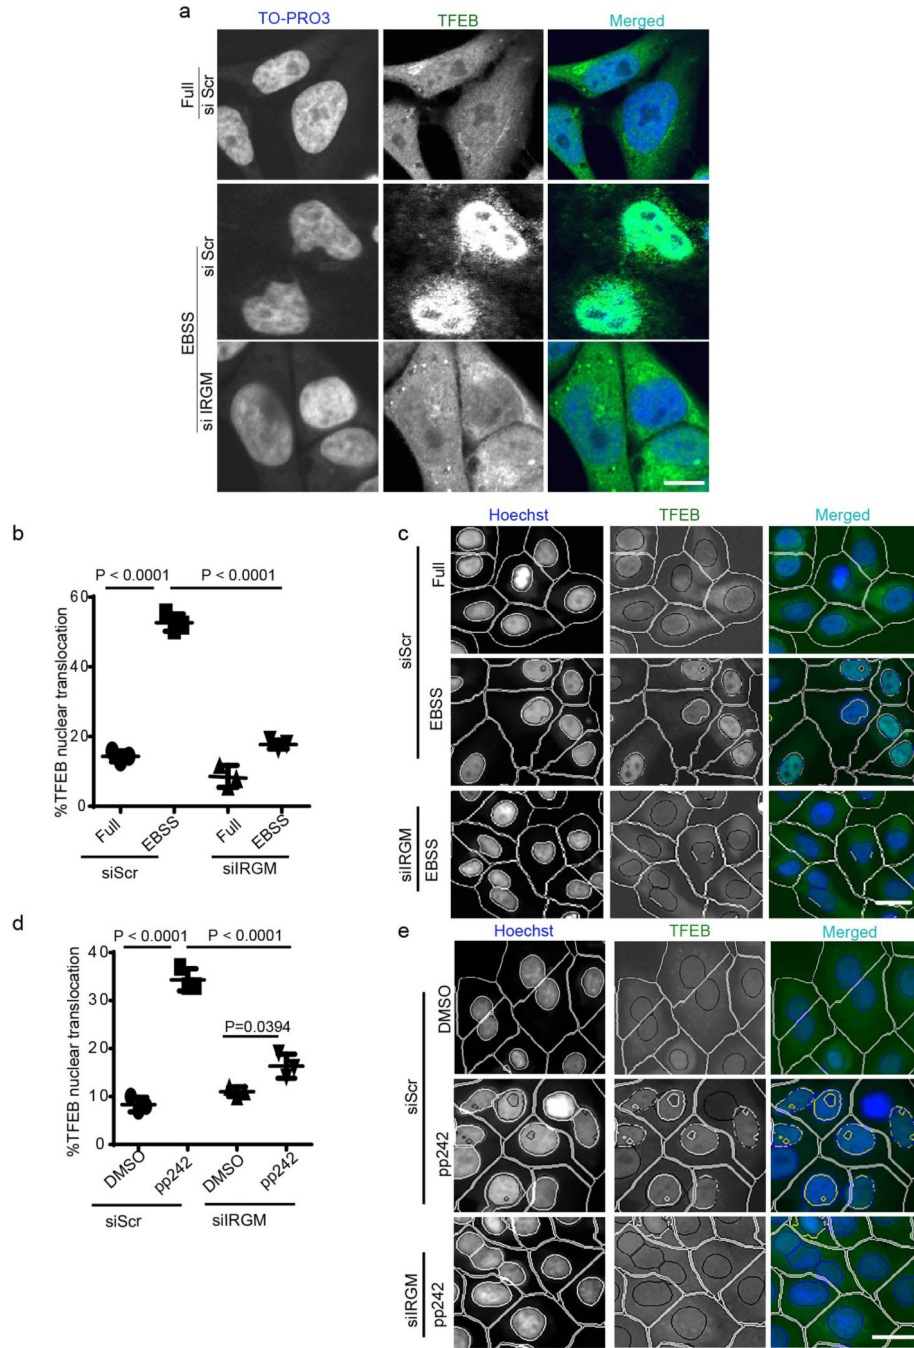 a
TO-PRO3 TFEB Merged
Full
si Scr
EBSS
si Scr
si IRGM
b
P < 0.0001 P < 0.0001
%TFEB nuclear translocation
60
40
20
0
Full EBSS Full EBSS
siScr siIRGM
c
Hoechst TFEB Merged
siScr
Full
EBSS
siIRGM
EBSS
d
P < 0.0001 P < 0.0001
P=0.0394
%TFEB nuclear translocation
40
30
20
10
0
DMSO pp242 DMSO pp242
siScr siIRGM
e
Hoechst TFEB Merged
siScr
DMSO
pp242
siIRGM
pp242